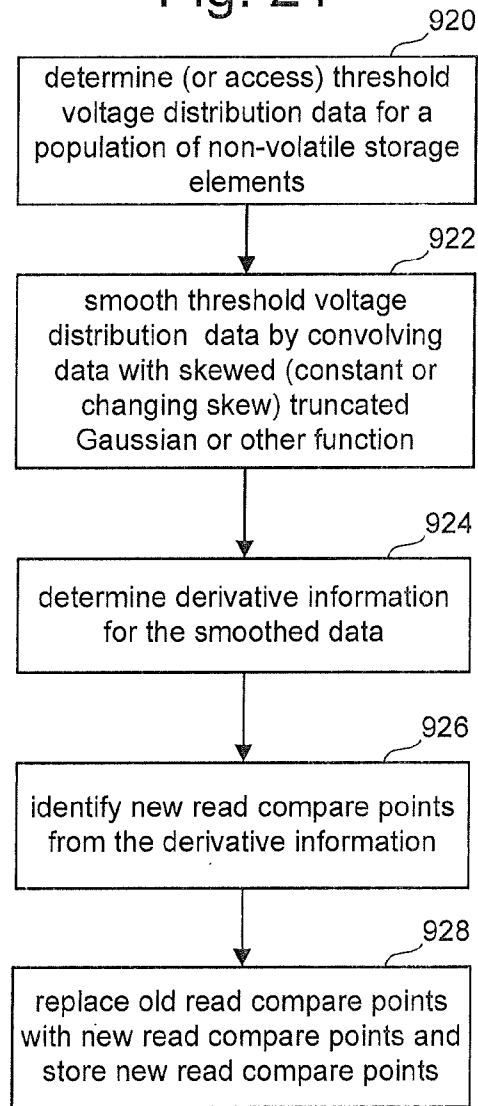 920
determine (or access) threshold
voltage distribution data for a
population of non-volatile storage
elements
922
smooth threshold voltage
distribution data by convolving
data with skewed (constant or
changing skew) truncated
Gaussian or other function
924
determine derivative information
for the smoothed data
926
identify new read compare points
from the derivative information
928
replace old read compare points
with new read compare points and
store new read compare points